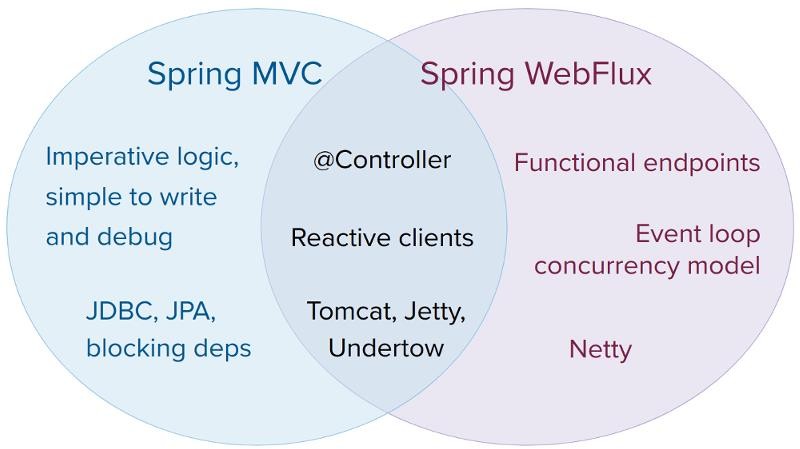 Spring MVC
Spring WebFlux
Imperative logic,
simple to write
and debug
JDBC, JPA,
blocking deps
@Controller
Reactive clients
Tomcat, Jetty,
Undertow
Functional endpoints
Event loop
concurrency model
Netty